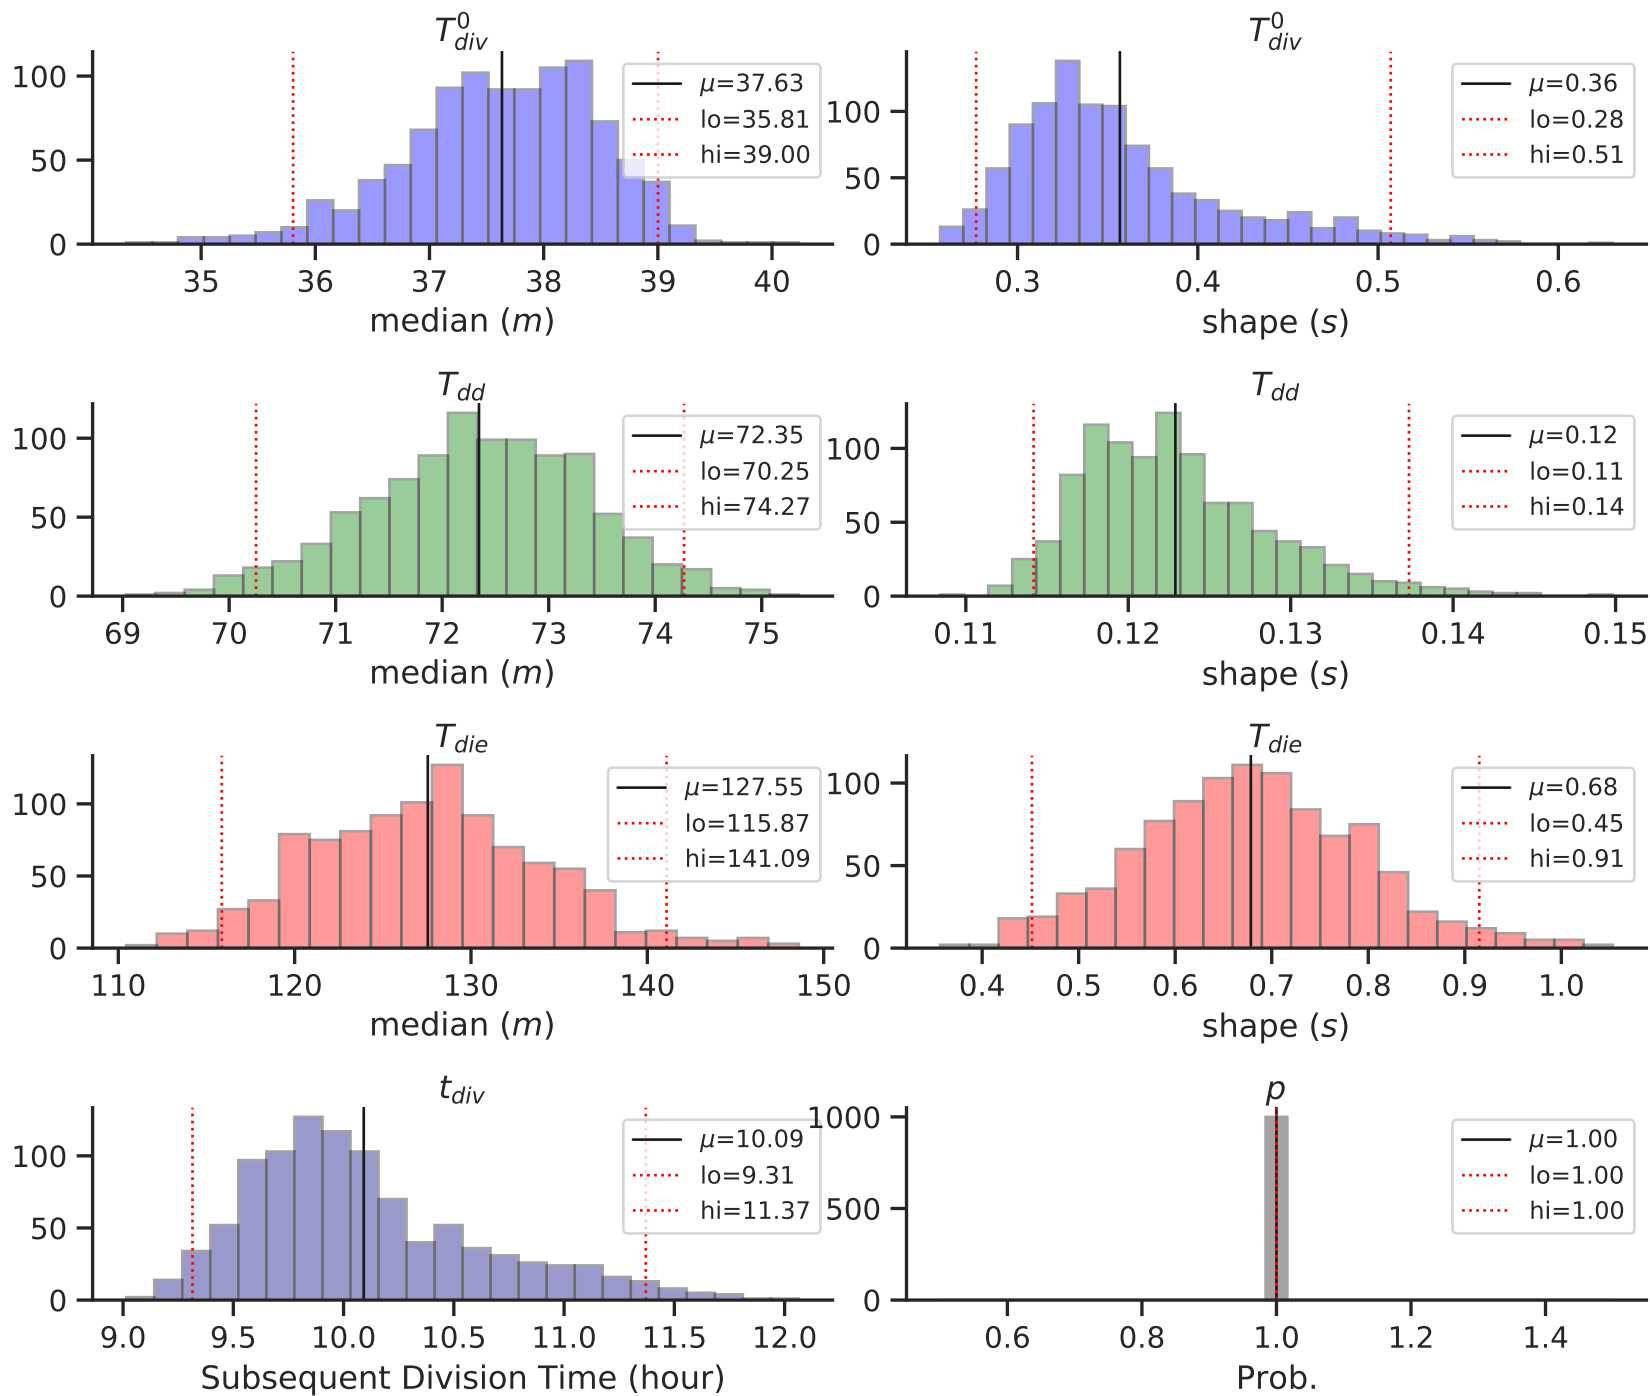 T⁰div
100
50
0
μ=37.63
lo=35.81
hi=39.00
35 36 37 38 39 40
median (m)
T⁰div
100
50
0
μ=0.36
lo=0.28
hi=0.51
0.3 0.4 0.5 0.6
shape (s)
Tdd
100
50
0
μ=72.35
lo=70.25
hi=74.27
69 70 71 72 73 74 75
median (m)
Tdd
100
50
0
μ=0.12
lo=0.11
hi=0.14
0.11 0.12 0.13 0.14 0.15
shape (s)
Tdie
100
50
0
μ=127.55
lo=115.87
hi=141.09
110 120 130 140 150
median (m)
Tdie
100
50
0
μ=0.68
lo=0.45
hi=0.91
0.4 0.5 0.6 0.7 0.8 0.9 1.0
shape (s)
tdiv
100
50
0
μ=10.09
lo=9.31
hi=11.37
9.0 9.5 10.0 10.5 11.0 11.5 12.0
Subsequent Division Time (hour)
p
1000
500
0
μ=1.00
lo=1.00
hi=1.00
0.6 0.8 1.0 1.2 1.4
Prob.